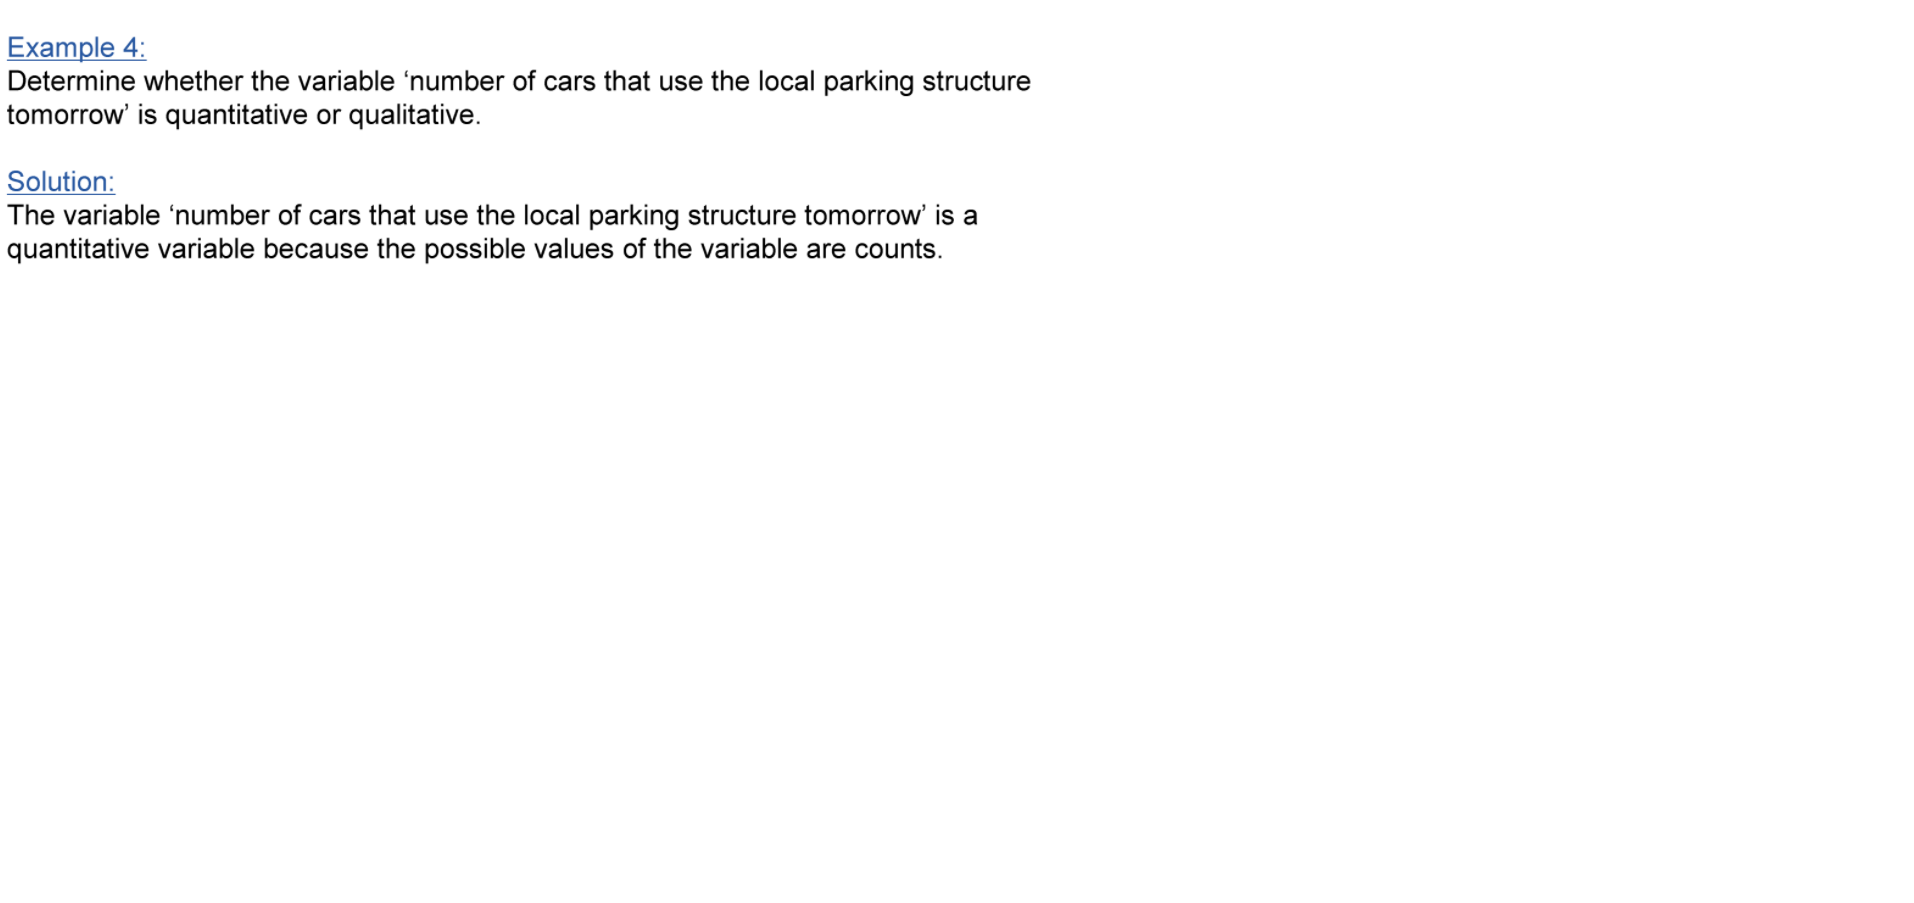 Example 4:
Determine whether the variable ‘number of cars that use the local parking structure
tomorrow’ is quantitative or qualitative.
Solution:
The variable ‘number of cars that use the local parking structure tomorrow’ is a
quantitative variable because the possible values of the variable are counts.